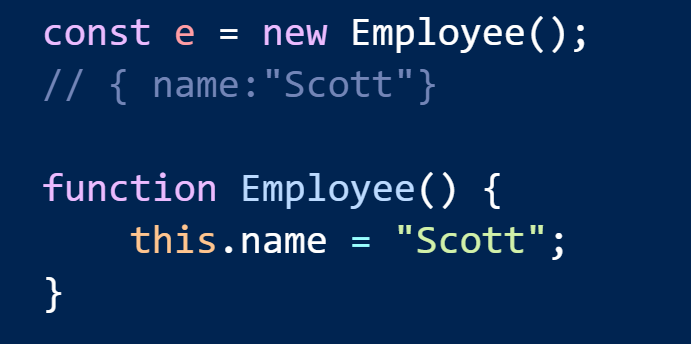 const e = new Employee();
// { name:"Scott"}
function Employee() {
    this.name = "Scott";
}